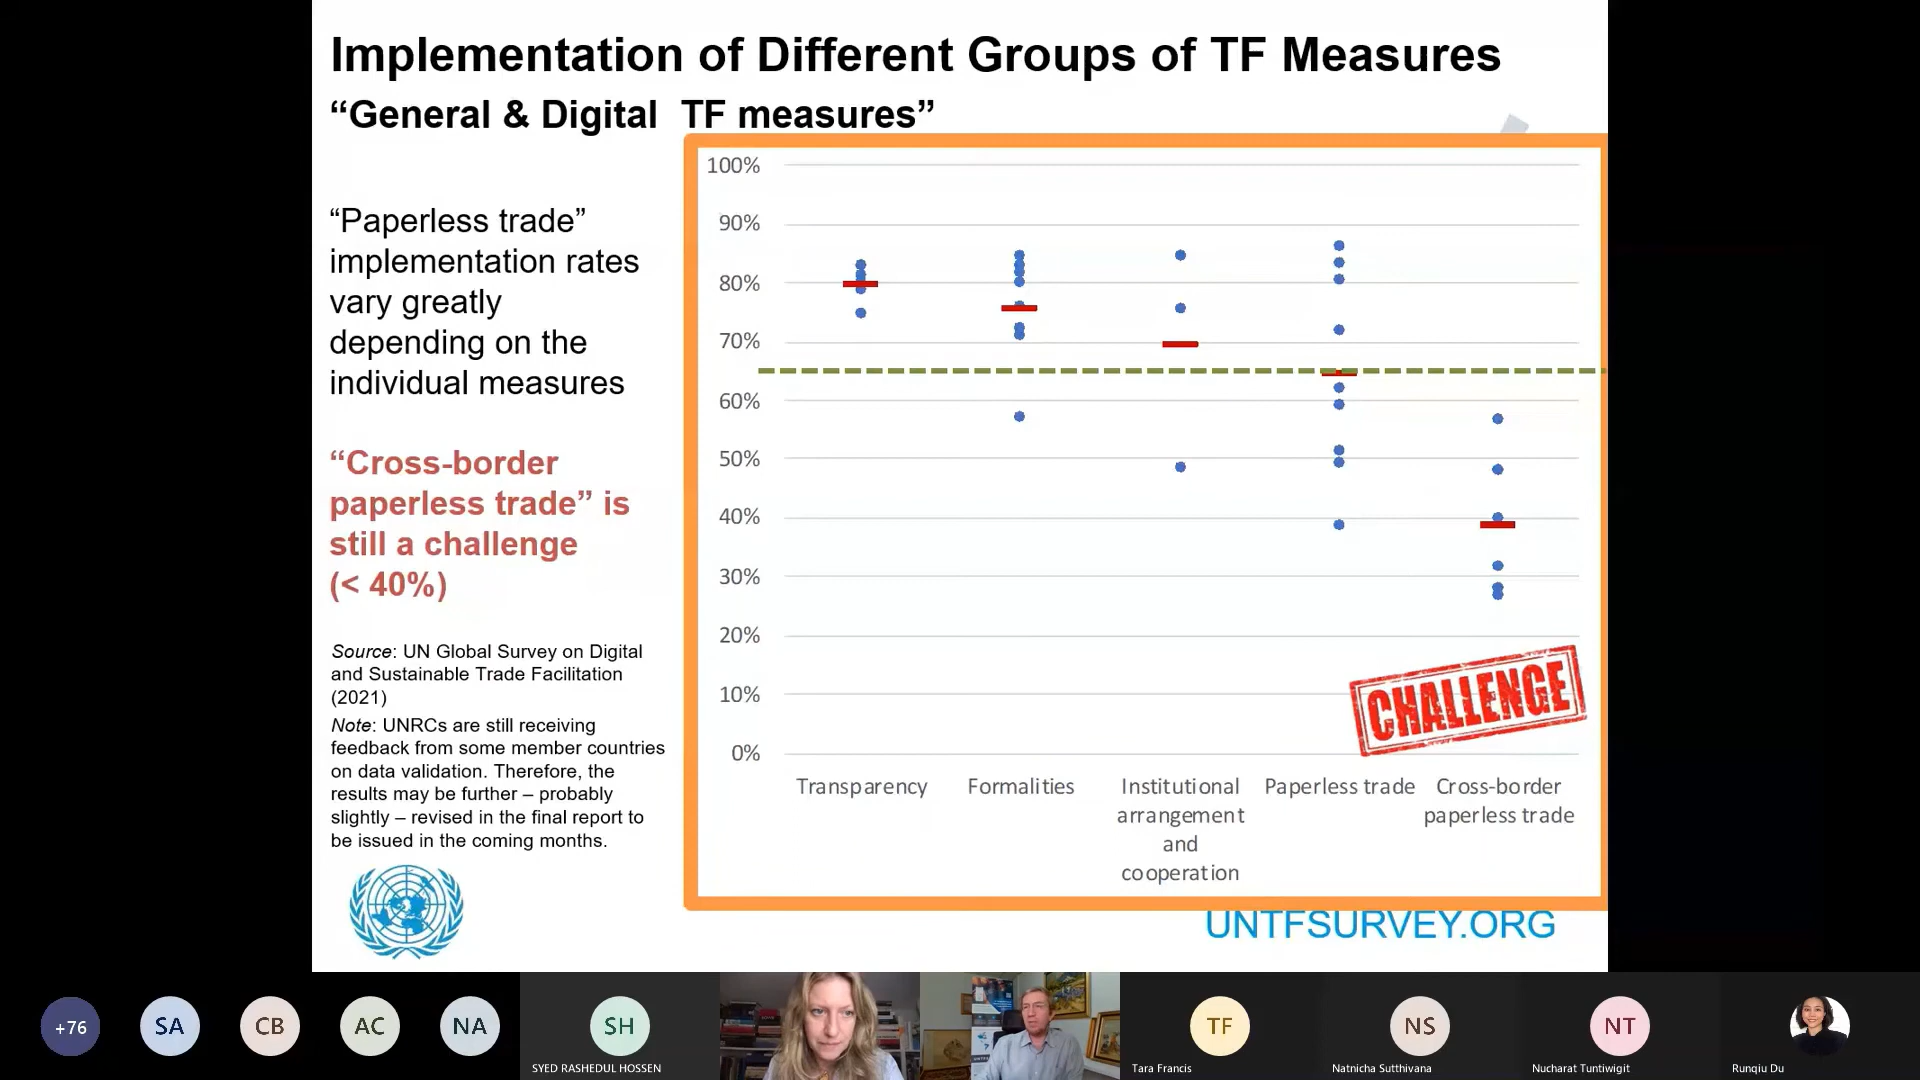 Implementation of Different Groups of TF Measures
“General & Digital  TF measures”
“Paperless trade”
implementation rates
vary greatly
depending on the
individual measures
“Cross-border
paperless trade” is
still a challenge
(< 40%)
Source: UN Global Survey on Digital
and Sustainable Trade Facilitation
(2021)
Note: UNRCs are still receiving
feedback from some member countries
on data validation. Therefore, the
results may be further – probably
slightly – revised in the final report to
be issued in the coming months.
100%
90%
80%
70%
60%
50%
40%
30%
20%
10%
0%
CHALLENGE
Transparency
Formalities
Institutional
arrangement
and
cooperation
Paperless trade
Cross-border
paperless trade
UNTFSURVEY.ORG
+76
SA
CB
AC
NA
SH
SYED RASHEDUL HOSSEN
TF
Tara Francis
NS
Natnicha Sutthivana
NT
Nucharat Tuntiwigit
Runqiu Du